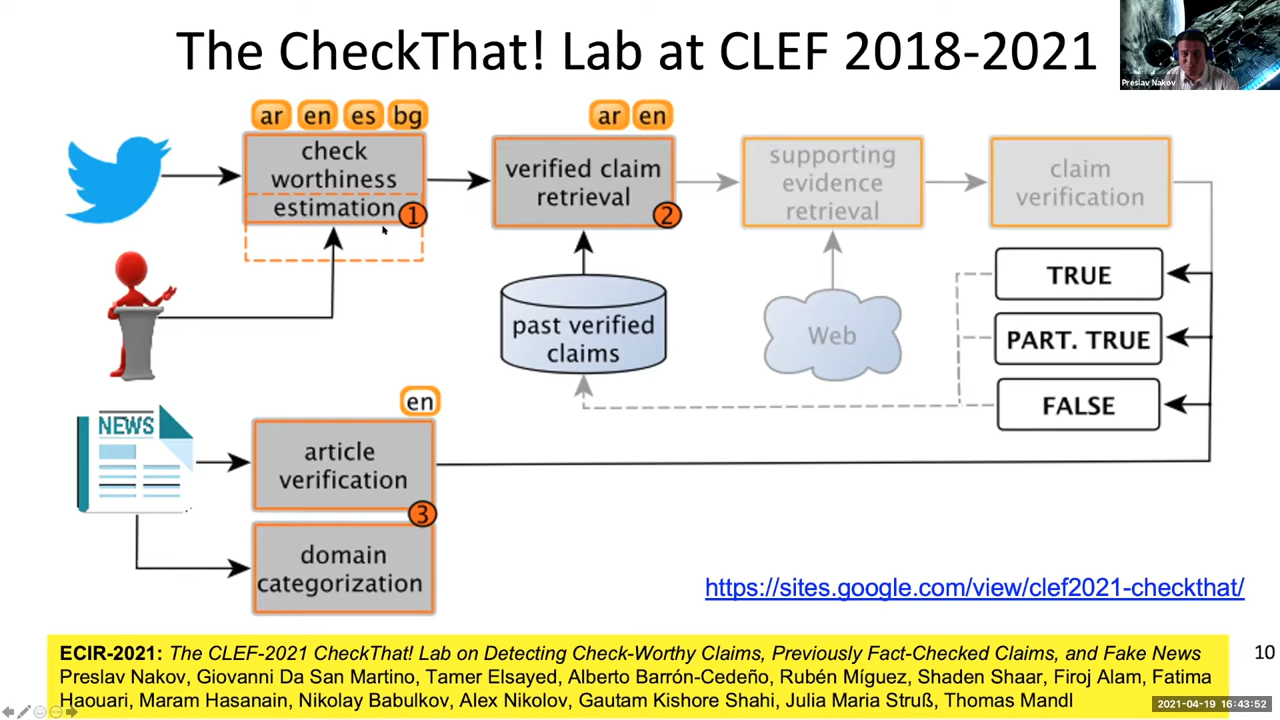 The CheckThat! Lab at CLEF 2018-2021
Preslav Nakov
ar en es bg
ar en
check
worthiness
estimation
1
verified claim
retrieval
2
supporting
evidence
retrieval
claim
verification
TRUE
PART. TRUE
FALSE
past verified
claims
Web
NEWS
en
article
verification
3
domain
categorization
https://sites.google.com/view/clef2021-checkthat/
ECIR-2021: The CLEF-2021 CheckThat! Lab on Detecting Check-Worthy Claims, Previously Fact-Checked Claims, and Fake News
Preslav Nakov, Giovanni Da San Martino, Tamer Elsayed, Alberto Barrón-Cedeño, Rubén Míguez, Shaden Shaar, Firoj Alam, Fatima
Haouari, Maram Hasanain, Nikolay Babulkov, Alex Nikolov, Gautam Kishore Shahi, Julia Maria Struß, Thomas Mandl
10
2021-04-19 16:43:52